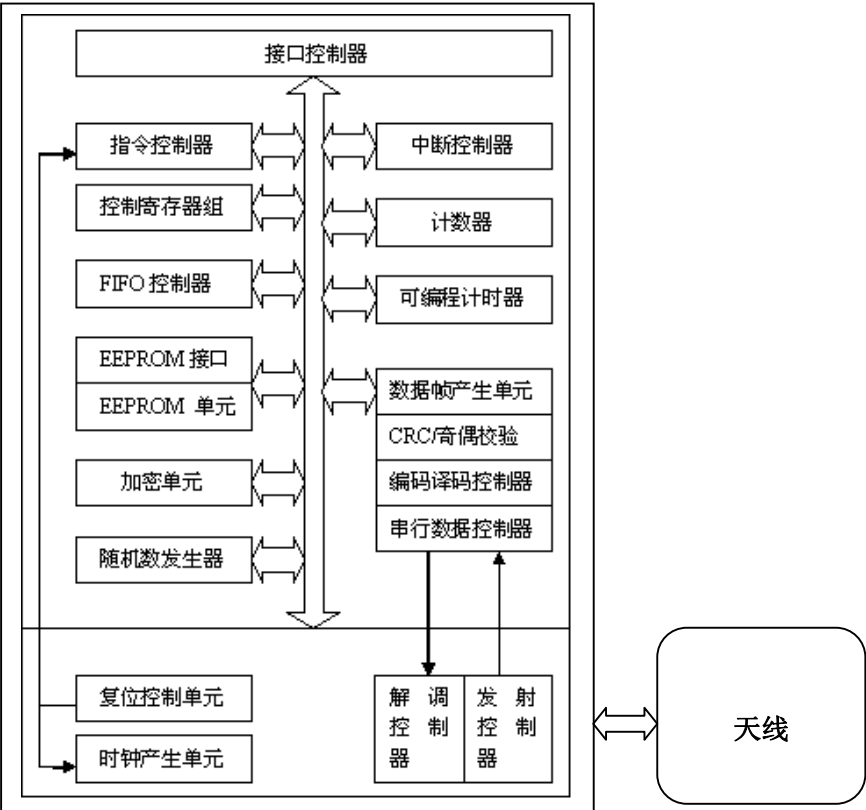 接口控制器
指令控制器
中断控制器
控制寄存器组
计数器
FIFO 控制器
可编程计时器
EEPROM 接口
EEPROM 单元
数据帧产生单元
CRC/奇偶校验
编码译码控制器
串行数据控制器
加密单元
随机数发生器
复位控制单元
时钟产生单元
解 调
控 制
器
发 射
控 制
器
天线